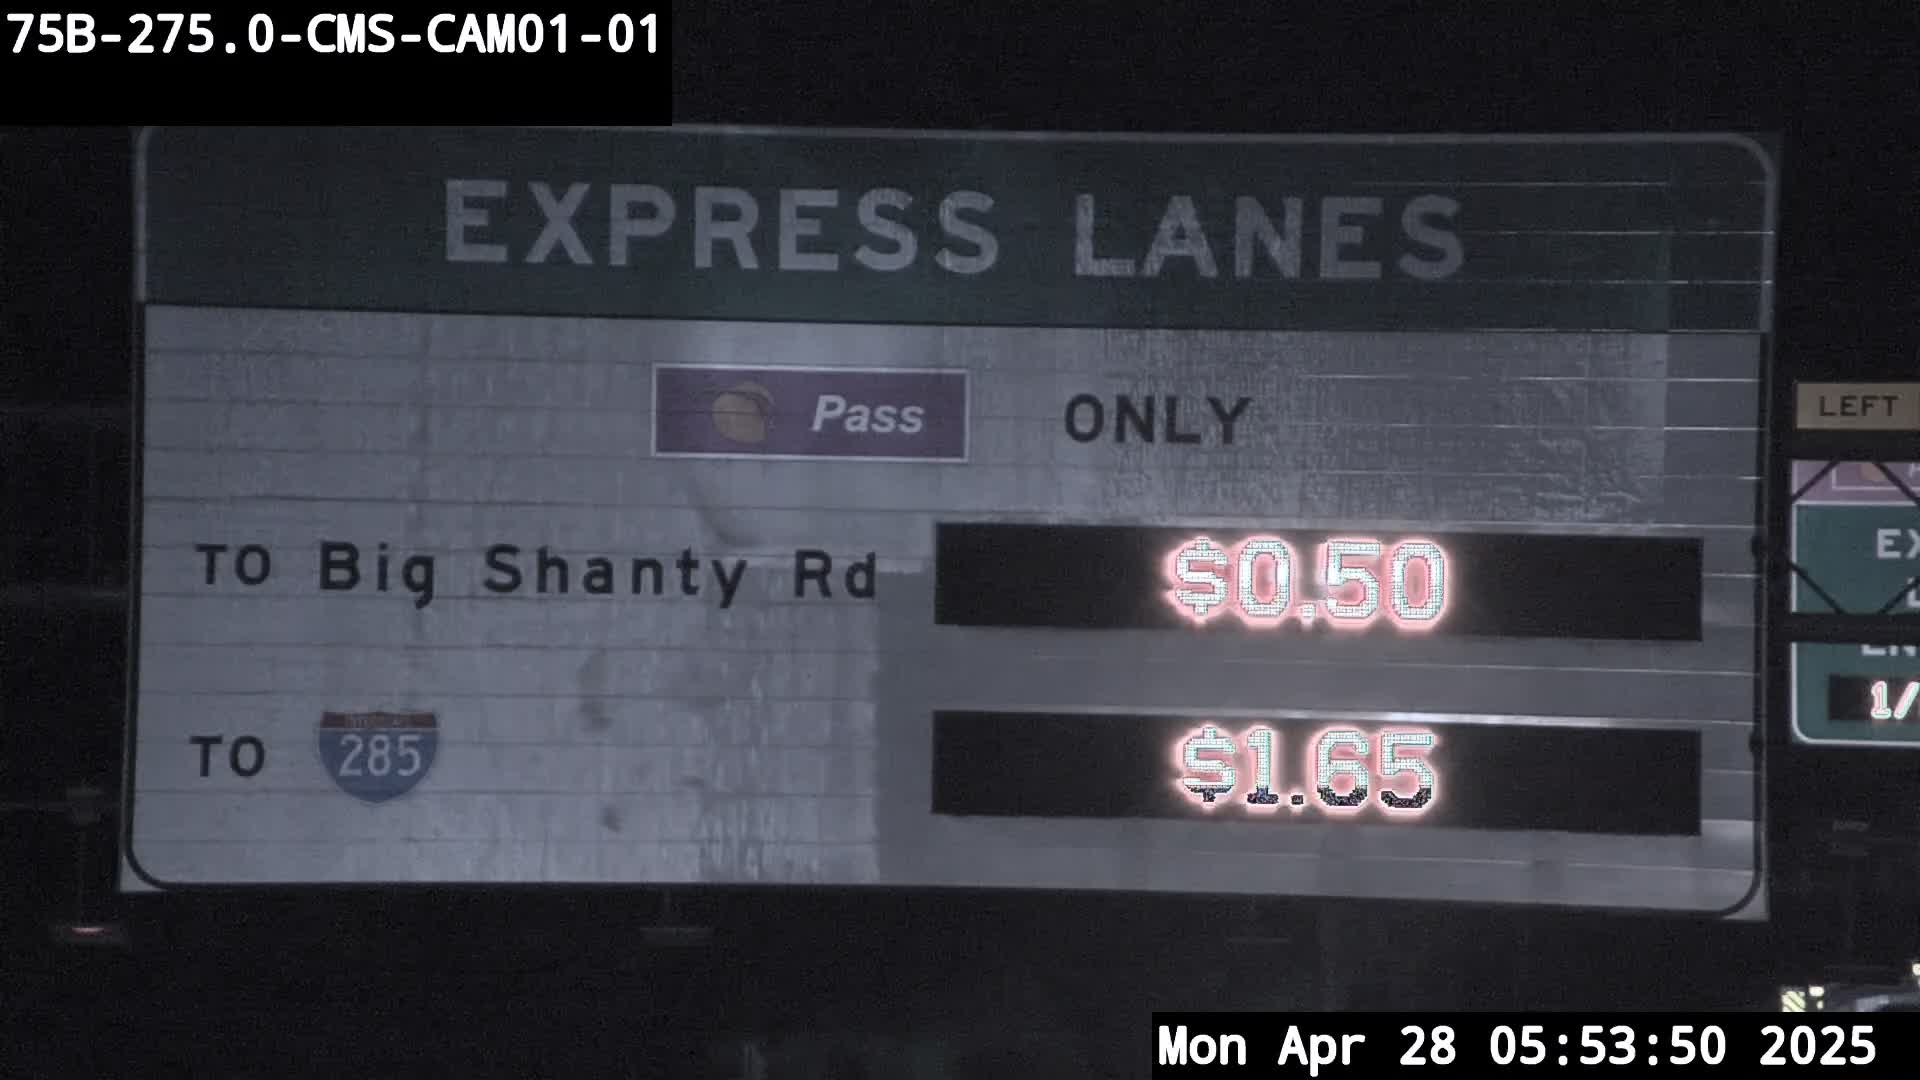 75B-275.0-CMS-CAM01-01
EXPRESS LANES
Pass ONLY
TO Big Shanty Rd $0.50
TO 285 $1.65
LEFT
Mon Apr 28 05:53:50 2025